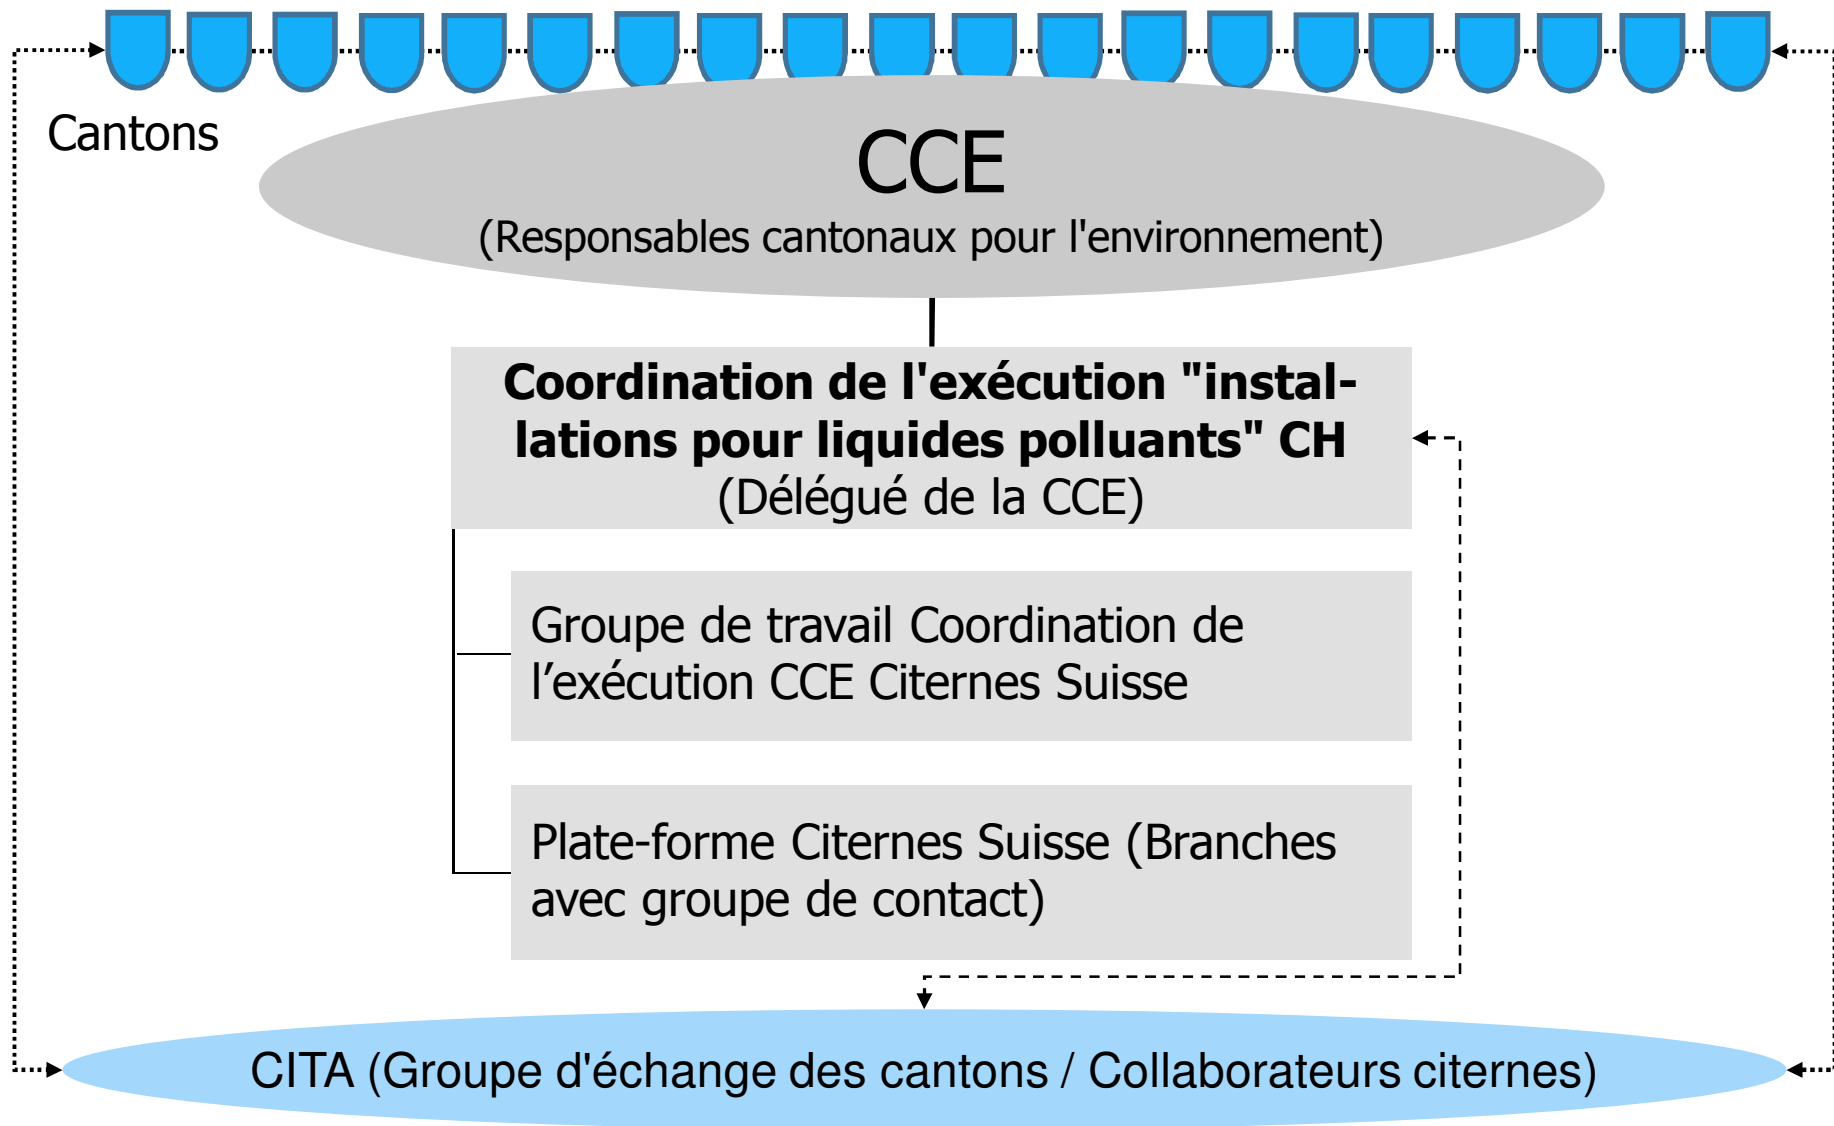 Cantons
CCE
(Responsables cantonaux pour l'environnement)
Coordination de l'exécution "instal-
lations pour liquides polluants" CH
(Délégué de la CCE)
Groupe de travail Coordination de
l’exécution CCE Citernes Suisse
Plate-forme Citernes Suisse (Branches
avec groupe de contact)
CITA (Groupe d'échange des cantons / Collaborateurs citernes)